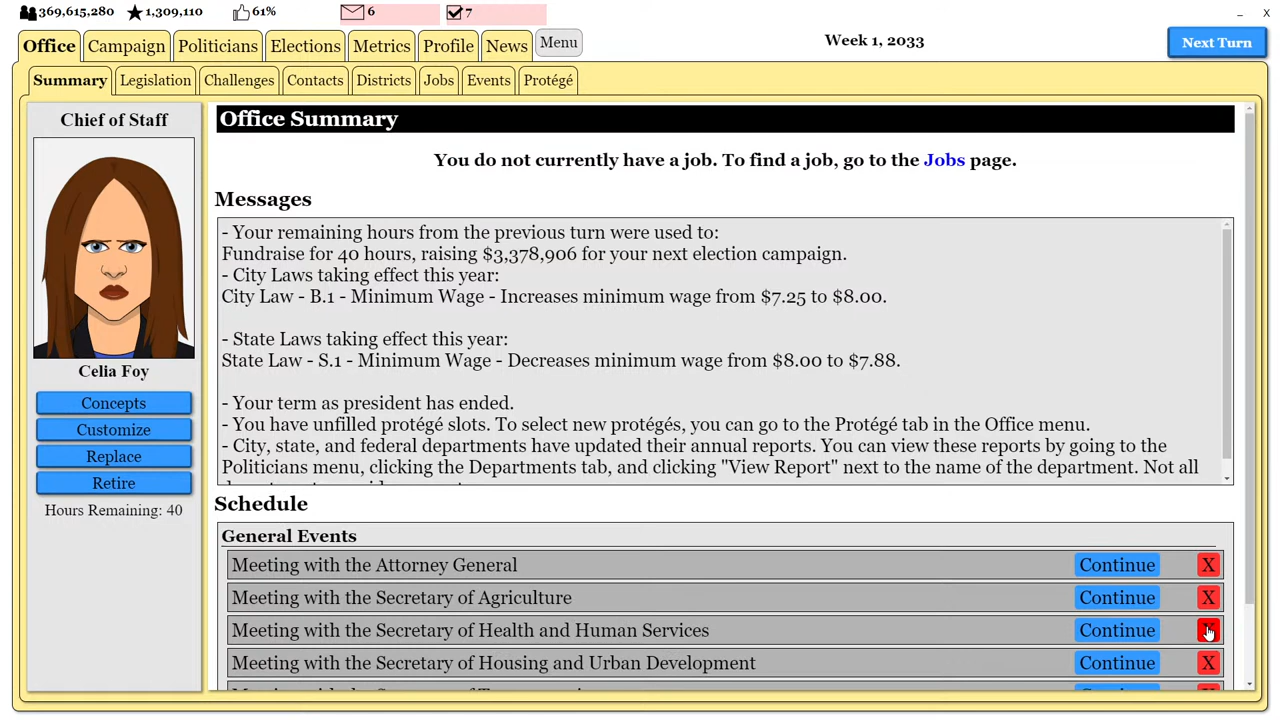 369,615,280 1,309,110 61% 6 7
_ X
Office Campaign Politicians Elections Metrics Profile News Menu Week 1, 2033 Next Turn
Summary Legislation Challenges Contacts Districts Jobs Events Protégé
Chief of Staff
Celia Foy
Concepts
Customize
Replace
Retire
Hours Remaining: 40
Office Summary
You do not currently have a job. To find a job, go to the Jobs page.
Messages
- Your remaining hours from the previous turn were used to:
Fundraise for 40 hours, raising $3,378,906 for your next election campaign.
- City Laws taking effect this year:
City Law - B.1 - Minimum Wage - Increases minimum wage from $7.25 to $8.00.
- State Laws taking effect this year:
State Law - S.1 - Minimum Wage - Decreases minimum wage from $8.00 to $7.88.
- Your term as president has ended.
- You have unfilled protégé slots. To select new protégés, you can go to the Protégé tab in the Office menu.
- City, state, and federal departments have updated their annual reports. You can view these reports by going to the
Politicians menu, clicking the Departments tab, and clicking "View Report" next to the name of the department. Not all
Schedule
General Events
Meeting with the Attorney General Continue X
Meeting with the Secretary of Agriculture Continue X
Meeting with the Secretary of Health and Human Services Continue X
Meeting with the Secretary of Housing and Urban Development Continue X